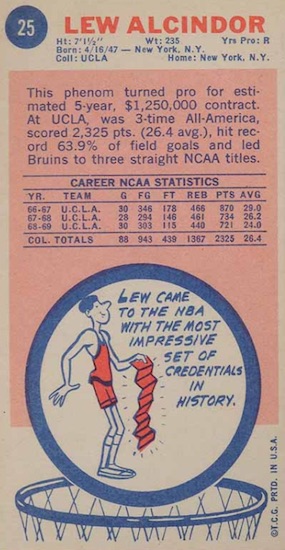 25
LEW ALCINDOR
Ht: 7'1½" Wt: 235 Yrs Pro: R
Born: 4/16/47 — New York, N.Y.
Coll: UCLA Home: New York, N.Y.
This phenom turned pro for esti-
mated 5-year, $1,250,000 contract.
At UCLA, was 3-time All-America,
scored 2,325 pts. (26.4 avg.), hit rec-
ord 63.9% of field goals and led
Bruins to three straight NCAA titles.
CAREER NCAA STATISTICS
YR. TEAM G FG FT REB PTS AVG
66-67 U.C.L.A. 30 346 178 466 870 29.0
67-68 U.C.L.A. 28 294 146 461 734 26.2
68-69 U.C.L.A. 30 303 115 440 721 24.0
COL. TOTALS 88 943 439 1367 2325 26.4
LEW CAME
TO THE NBA
WITH THE MOST
IMPRESSIVE
SET OF
CREDENTIALS
IN
HISTORY.
©T.C.G. PRTD. IN U.S.A.